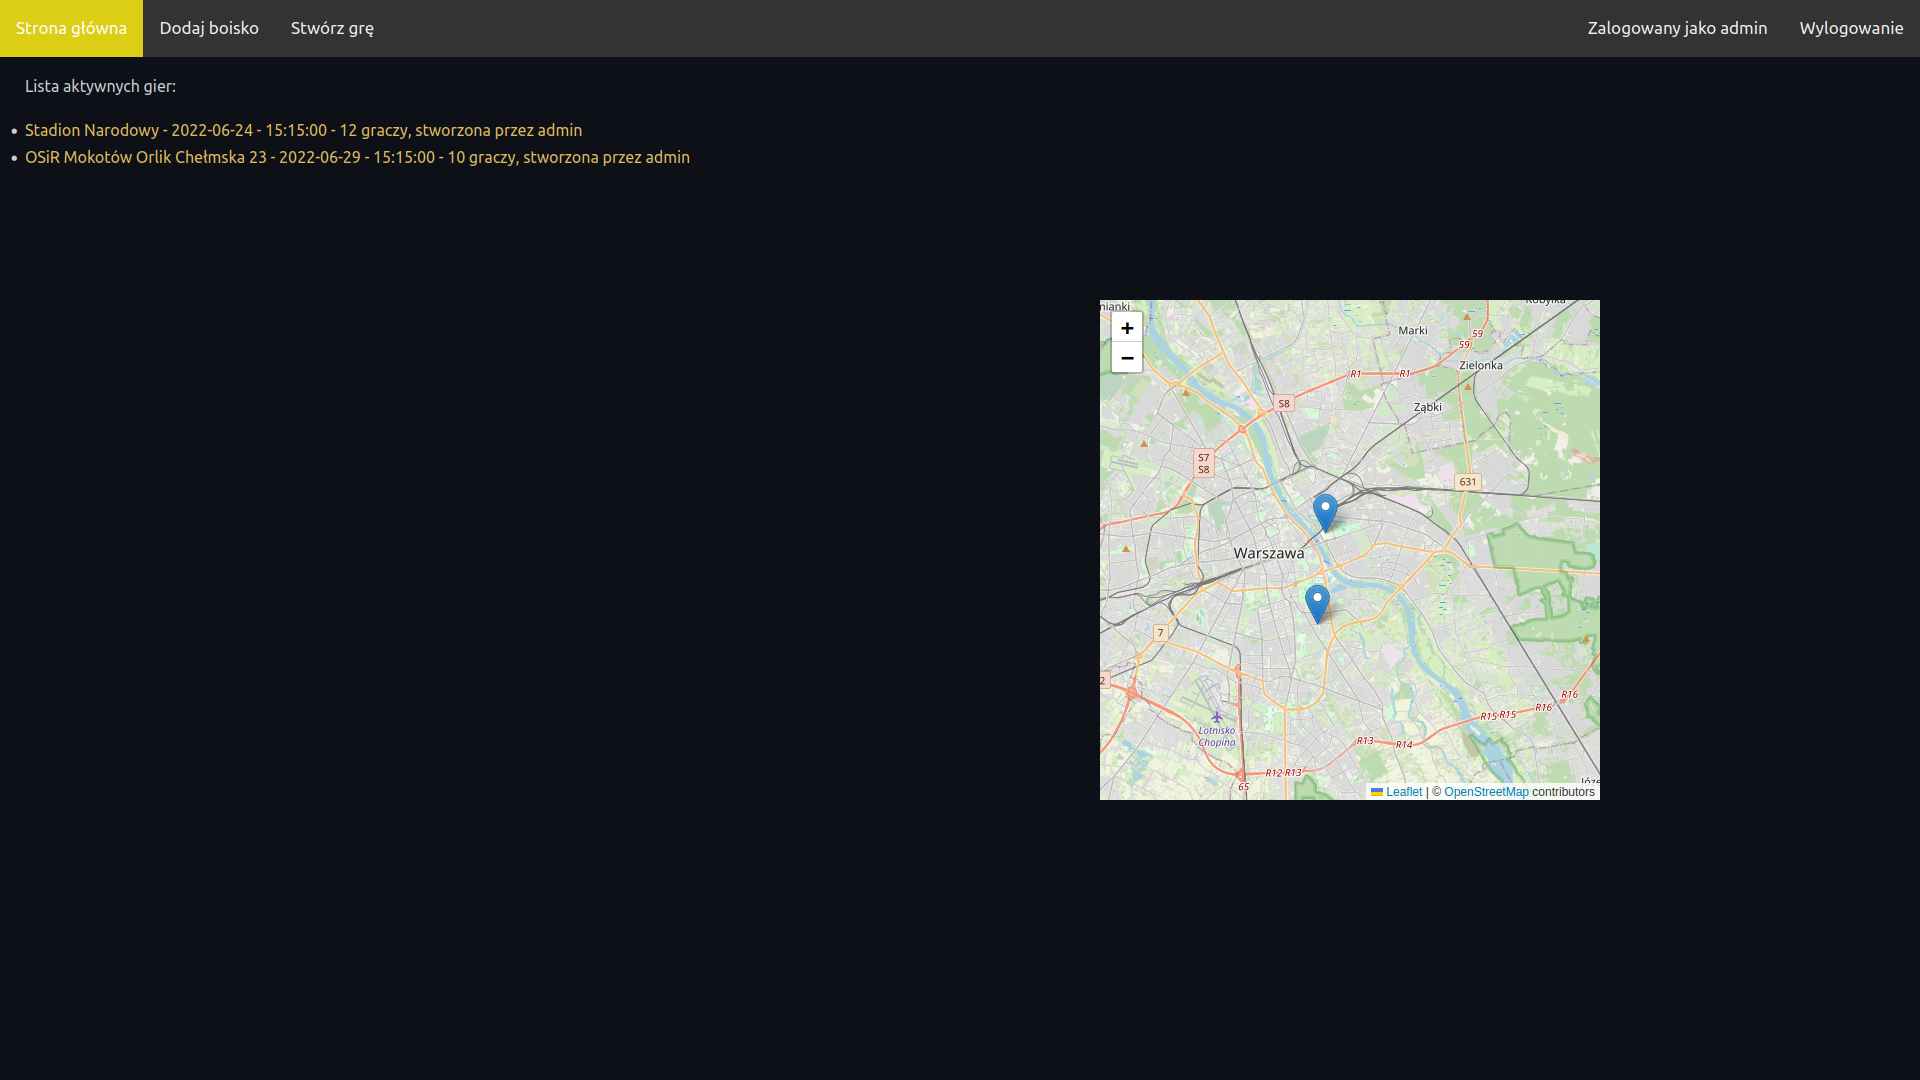 Strona główna Dodaj boisko Stwórz grę Zalogowany jako admin Wylogowanie
Lista aktywnych gier:
Stadion Narodowy - 2022-06-24 - 15:15:00 - 12 graczy, stworzona przez admin
OSiR Mokotów Orlik Chełmska 23 - 2022-06-29 - 15:15:00 - 10 graczy, stworzona przez admin
+
−
Marki
59
59
Zielonka
R1 R1
S8
Ząbki
S7
S8
631
Warszawa
7
2
R16
R16
R15 R15
Lotnisko
Chopina
R13
R14
R12 R13
65
Leaflet | © OpenStreetMap contributors